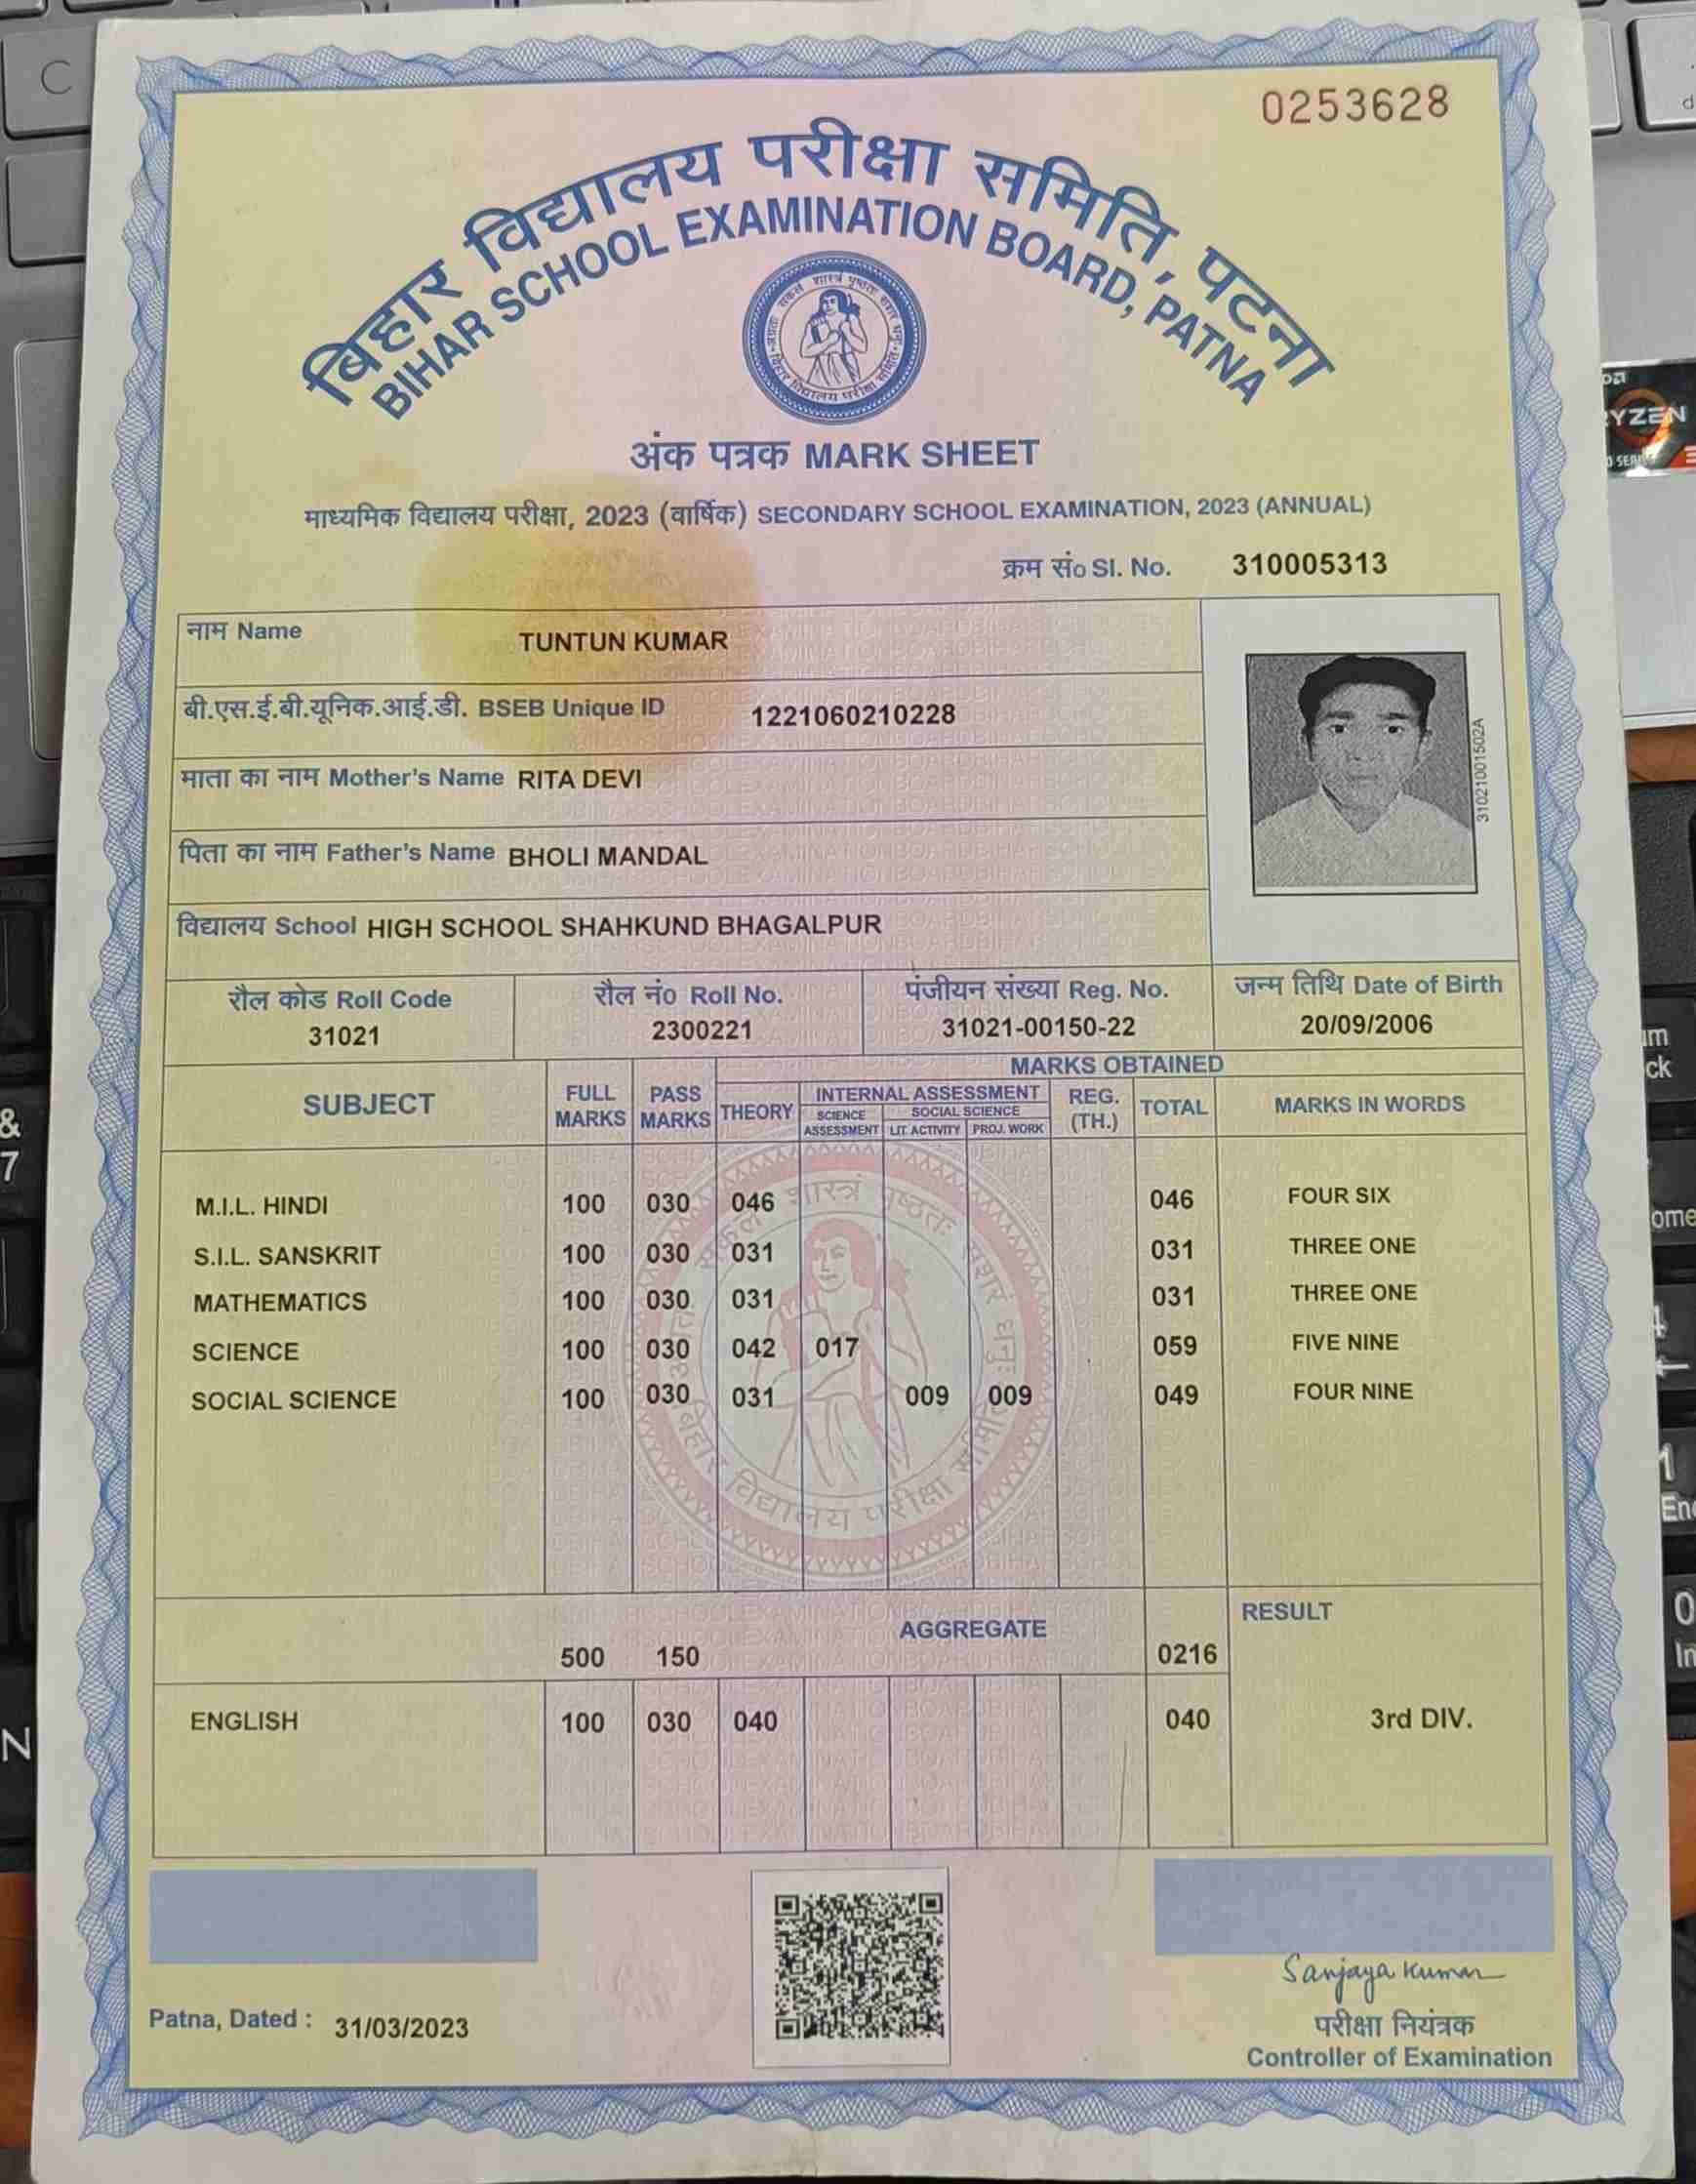 0253628
बिहार विद्यालय परीक्षा समिति, पटना
BIHAR SCHOOL EXAMINATION BOARD, PATNA
अंक पत्रक MARK SHEET
माध्यमिक विद्यालय परीक्षा, 2023 (वार्षिक) SECONDARY SCHOOL EXAMINATION, 2023 (ANNUAL)
क्रम सं० Sl. No. 310005313
नाम Name TUNTUN KUMAR
बी.एस.ई.बी.यूनिक.आई.डी. BSEB Unique ID 1221060210228
माता का नाम Mother's Name RITA DEVI
पिता का नाम Father's Name BHOLI MANDAL
विद्यालय School HIGH SCHOOL SHAHKUND BHAGALPUR
31021001502A
रौल कोड Roll Code रौल नं० Roll No. पंजीयन संख्या Reg. No. जन्म तिथि Date of Birth
31021 2300221 31021-00150-22 20/09/2006
MARKS OBTAINED
SUBJECT FULL MARKS PASS MARKS THEORY INTERNAL ASSESSMENT REG. (TH.) TOTAL MARKS IN WORDS
SCIENCE ASSESSMENT SOCIAL SCIENCE LIT. ACTIVITY PROJ. WORK
M.I.L. HINDI 100 030 046 046 FOUR SIX
S.I.L. SANSKRIT 100 030 031 031 THREE ONE
MATHEMATICS 100 030 031 031 THREE ONE
SCIENCE 100 030 042 017 059 FIVE NINE
SOCIAL SCIENCE 100 030 031 009 009 049 FOUR NINE
AGGREGATE RESULT
500 150 0216
ENGLISH 100 030 040 040 3rd DIV.
Sanjaya Kumar
Patna, Dated : 31/03/2023
परीक्षा नियंत्रक
Controller of Examination